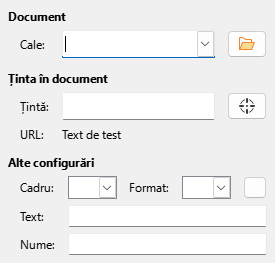 Document
Cale:
Ținta în document
Țintă:
URL: Text de test
Alte configurări
Cadru: Format:
Text:
Nume: